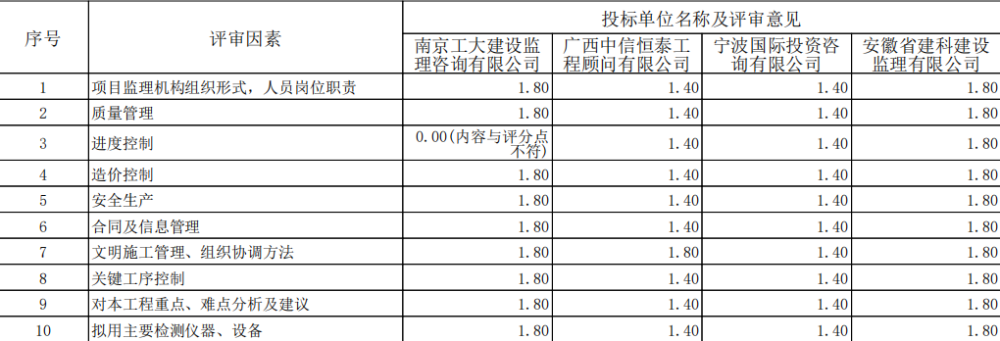 序号 评审因素 投标单位名称及评审意见
南京工大建设监理咨询有限公司 广西中信恒泰工程顾问有限公司 宁波国际投资咨询有限公司 安徽省建科建设监理有限公司
1 项目监理机构组织形式，人员岗位职责 1.80 1.40 1.40 1.80
2 质量管理 1.80 1.40 1.40 1.80
3 进度控制 0.00(内容与评分点不符) 1.40 1.40 1.80
4 造价控制 1.80 1.40 1.40 1.80
5 安全生产 1.80 1.40 1.40 1.80
6 合同及信息管理 1.80 1.40 1.40 1.80
7 文明施工管理、组织协调方法 1.80 1.80 1.40 1.80
8 关键工序控制 1.80 1.40 1.40 1.80
9 对本工程重点、难点分析及建议 1.80 1.40 1.40 1.80
10 拟用主要检测仪器、设备 1.80 1.40 1.40 1.80